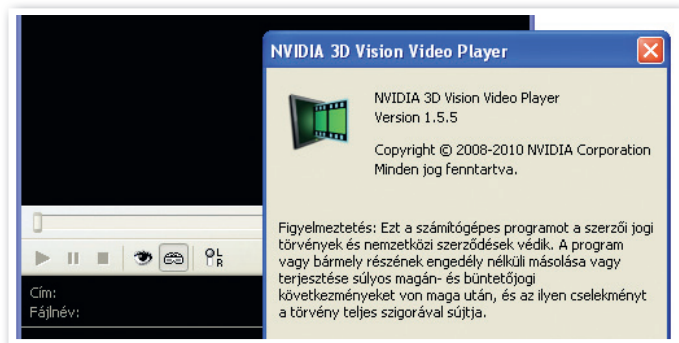 NVIDIA 3D Vision Video Player
NVIDIA 3D Vision Video Player
Version 1.5.5
Copyright © 2008-2010 NVIDIA Corporation
Minden jog fenntartva.
Figyelmeztetés: Ezt a számítógépes programot a szerzői jogi
törvények és nemzetközi szerződések védik. A program
vagy bármely részének engedély nélküli másolása vagy
terjesztése súlyos magán- és büntetőjogi
következményeket von maga után, és az ilyen cselekményt
a törvény teljes szigorával sújtja.
L
R
Cím:
Fájlnév: